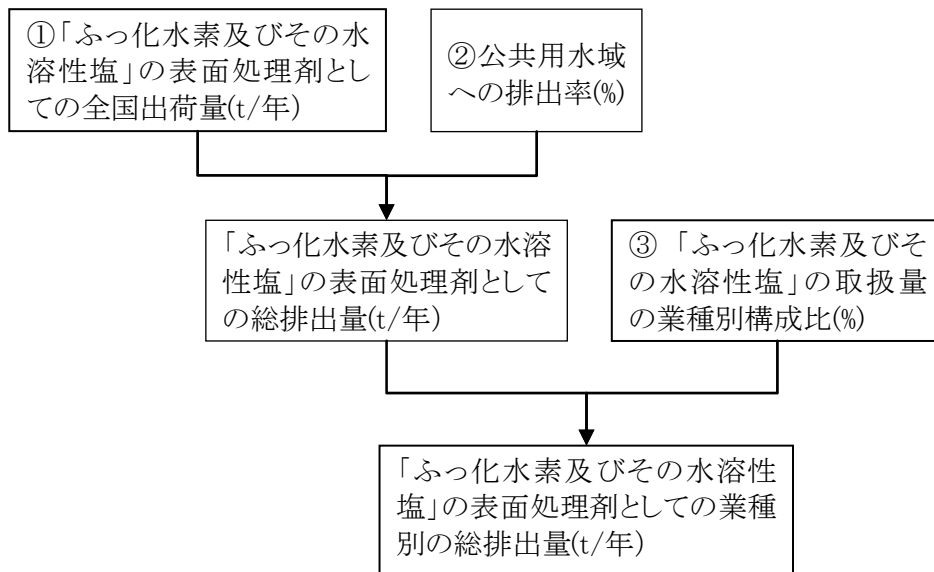 ①「ふっ化水素及びその水
溶性塩」の表面処理剤とし
ての全国出荷量(t/年)
②公共用水域
への排出率(%)
「ふっ化水素及びその水溶
性塩」の表面処理剤として
の総排出量(t/年)
③ 「ふっ化水素及びそ
の水溶性塩」の取扱量
の業種別構成比(%)
「ふっ化水素及びその水溶性
塩」の表面処理剤としての業種
別の総排出量(t/年)